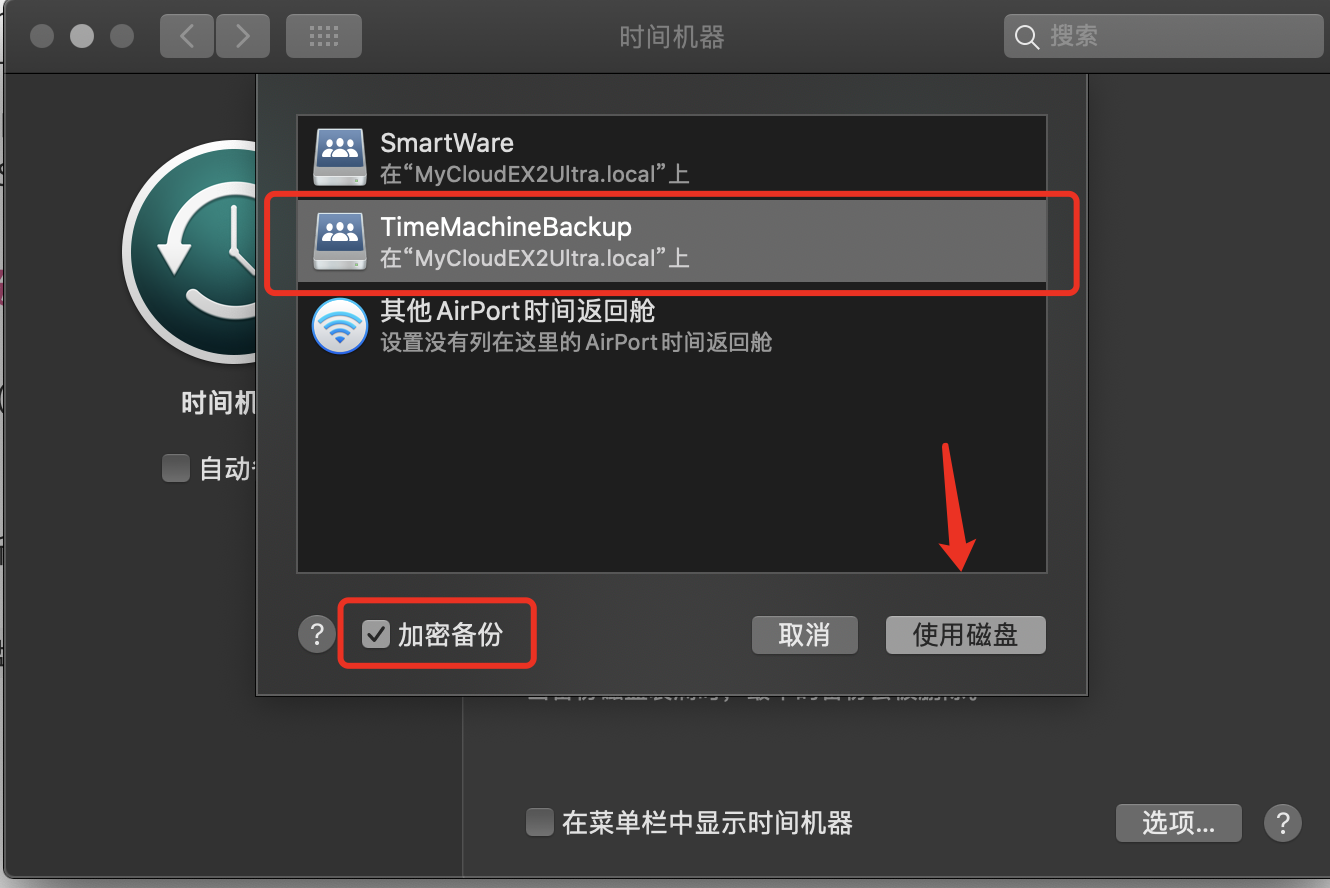 时间机器
搜索
SmartWare
在“MyCloudEX2Ultra.local”上
TimeMachineBackup
在“MyCloudEX2Ultra.local”上
其他 AirPort 时间返回舱
设置没有列在这里的 AirPort 时间返回舱
时间机
自动
?
加密备份
取消
使用磁盘
在菜单栏中显示时间机器
选项...
?